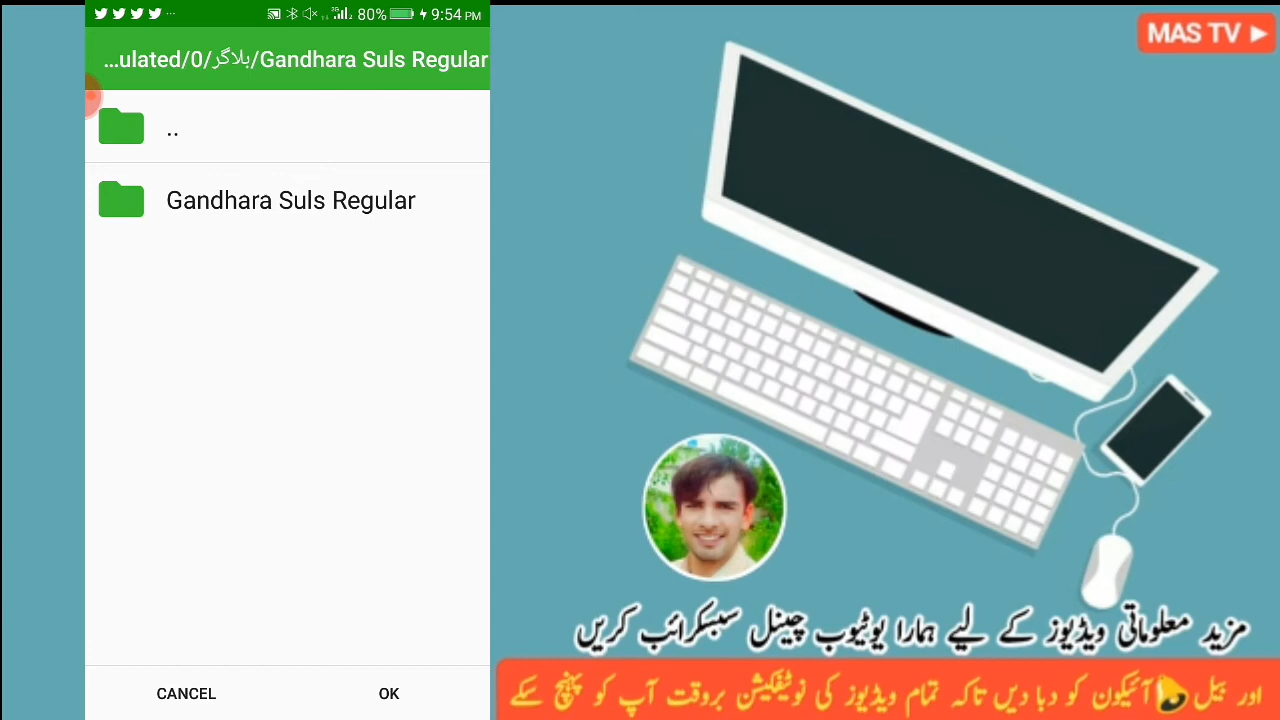 80% 9:54 PM
...ulated/0/بلاگر/Gandhara Suls Regular
..
Gandhara Suls Regular
CANCEL OK
MAS TV
مزید معلوماتی ویڈیوز کے لیے ہمارا یوٹیوب چینل سبسکرائب کریں
اور بیل آئیکون کو دبا دیں تاکہ تمام ویڈیوز کی نوٹیفکیشن بروقت آپ کو پہنچ سکے